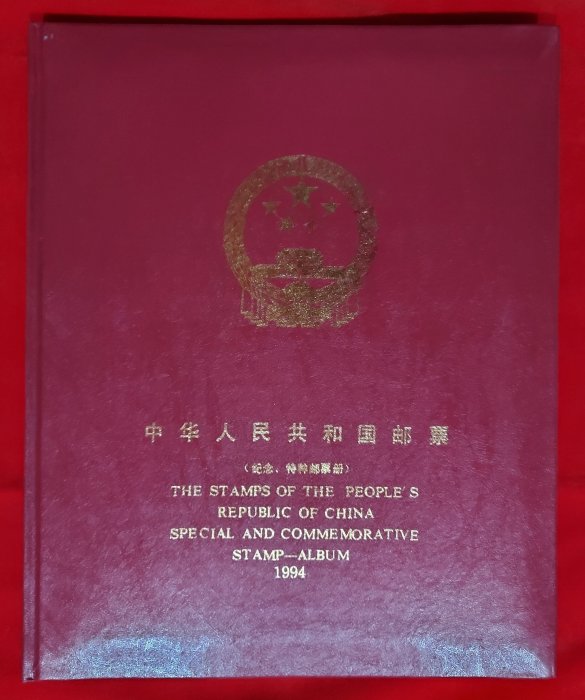 中华人民共和国邮票
（纪念、特种邮票册）
THE STAMPS OF THE PEOPLE'S
REPUBLIC OF CHINA
SPECIAL AND COMMEMORATIVE
STAMP—ALBUM
1994